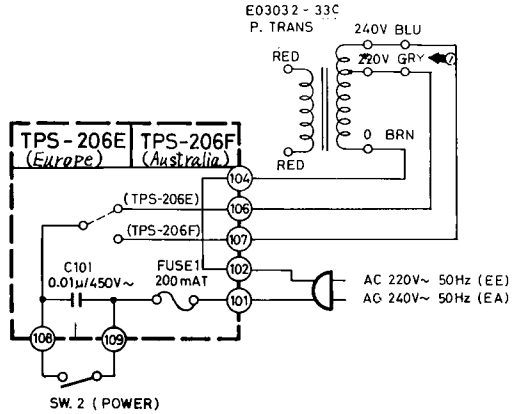 E03032-33C
P. TRANS
240V BLU
RED
220V GRY
0 BRN
RED
TPS-206E
(Europe)
TPS-206F
(Australia)
104
(TPS-206E)
106
(TPS-206F)
107
C101
0.01μ/450V~
FUSE1
200mAT
102
101
AC 220V~ 50Hz (EE)
AC 240V~ 50Hz (EA)
108
109
SW. 2 (POWER)